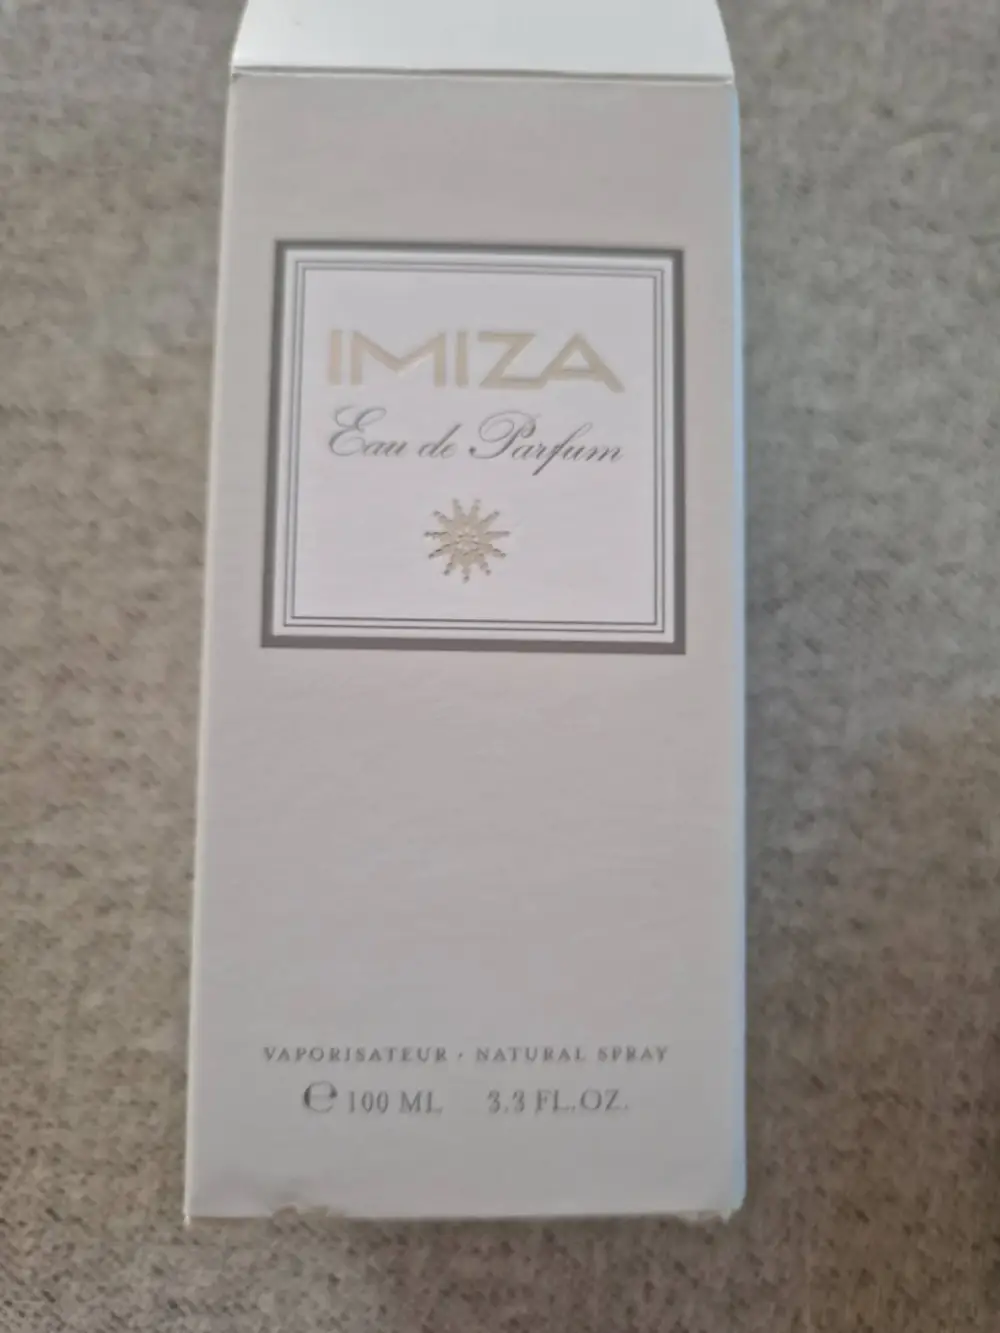 IMIZA
Eau de Parfum
VAPORISATEUR · NATURAL SPRAY
℮ 100 ML 3.3 FL.OZ.